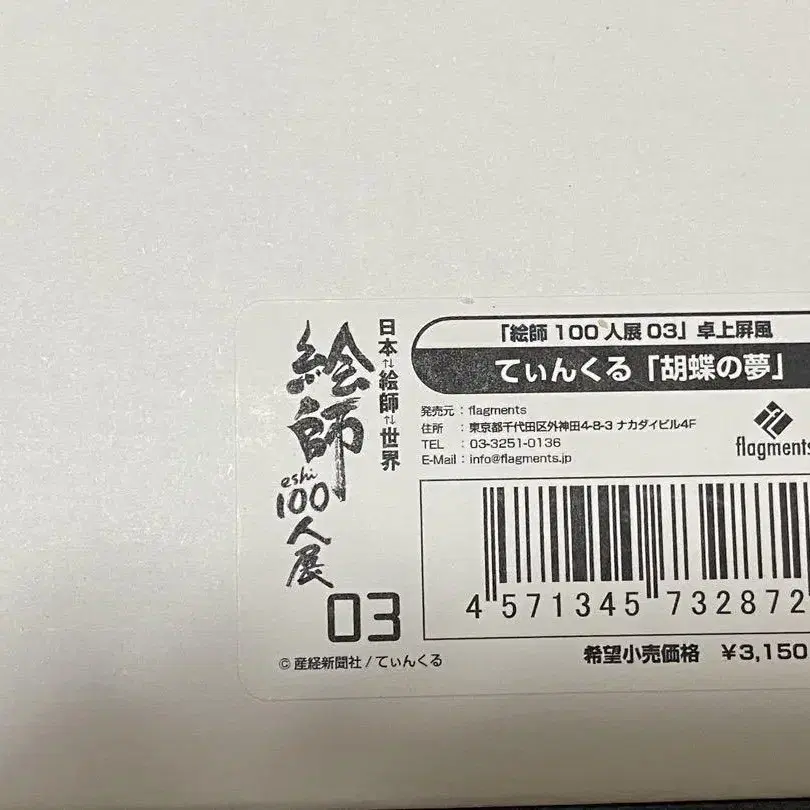 日本⇅絵師⇅世界
絵師
eshi
100
人
展
03
「絵師 100 人展 03」卓上屏風
てぃんくる「胡蝶の夢」
発売元：flagments
住所　：東京都千代田区外神田4-8-3 ナカダイビル4F
TEL　：03-3251-0136
E-Mail：info@flagments.jp
flagments
4 571345 732872
希望小売価格　￥3,150
© 産経新聞社 / てぃんくる